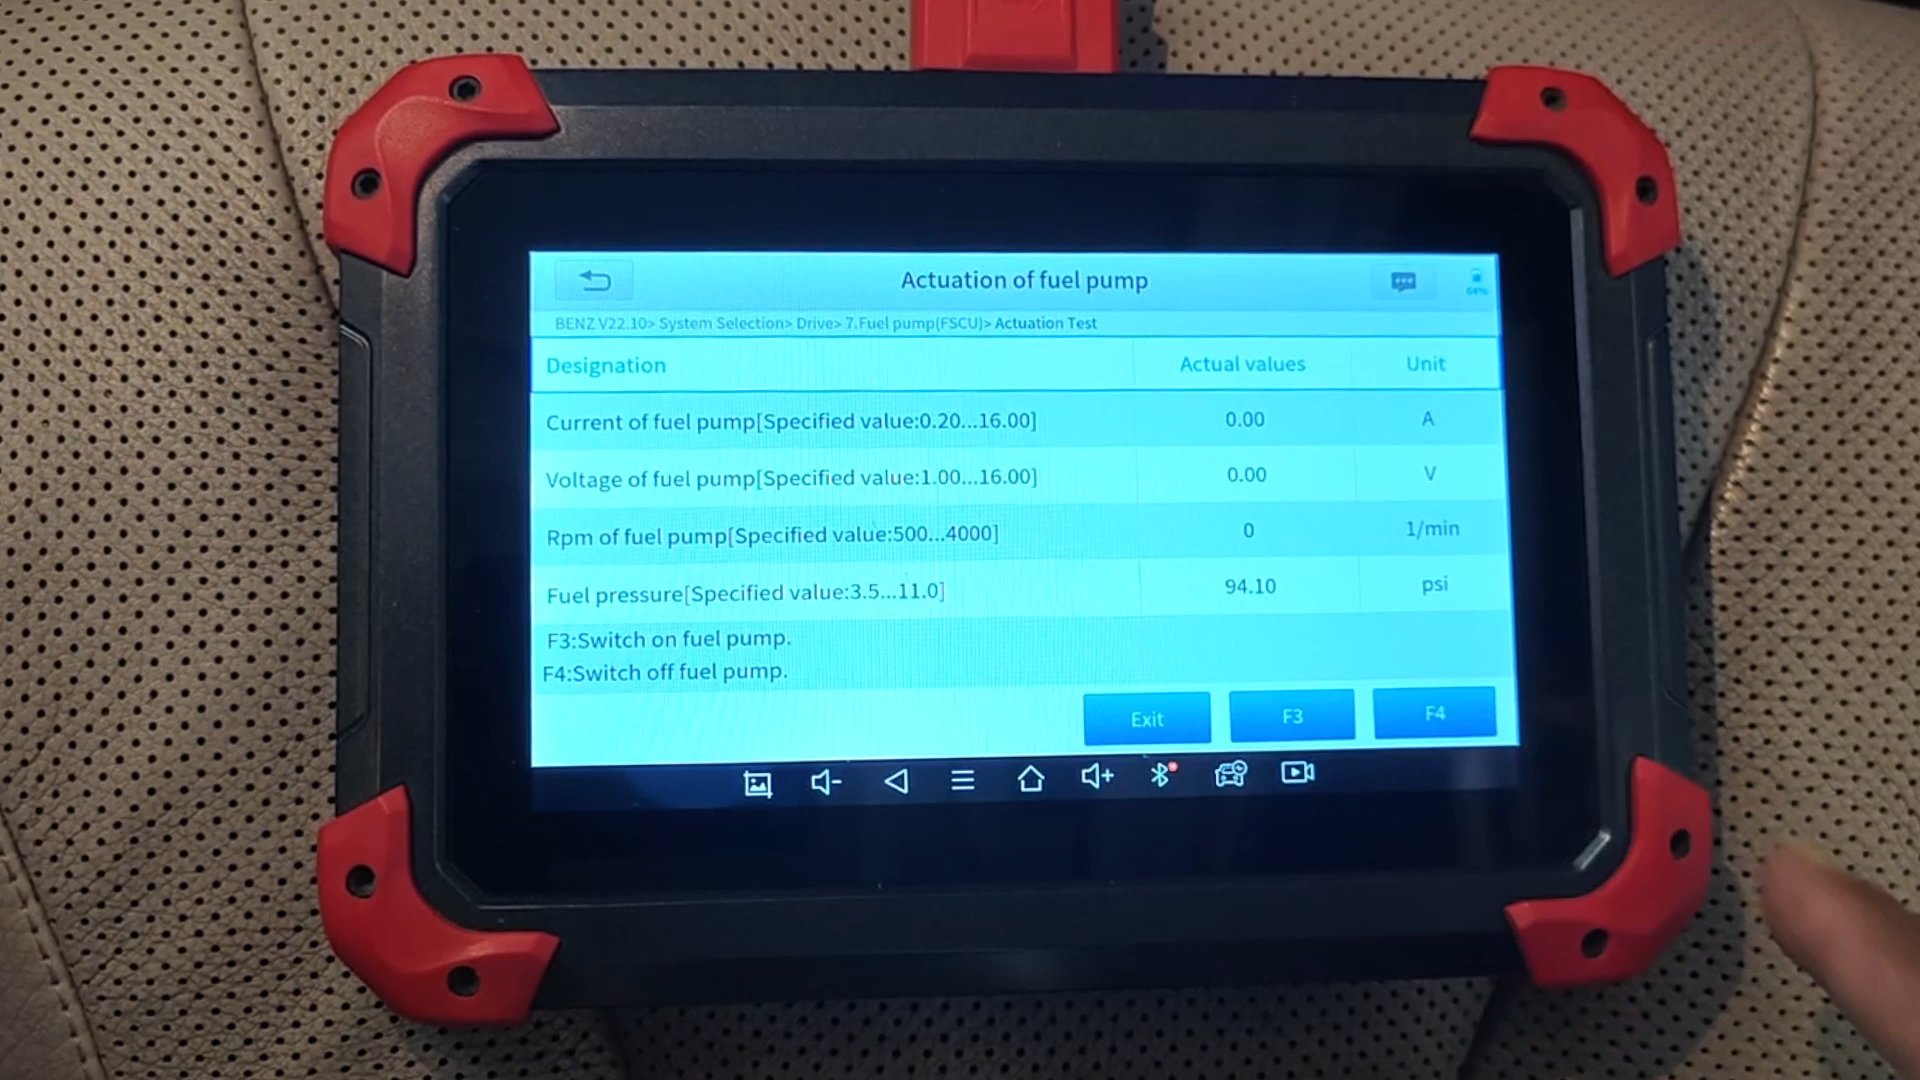 Actuation of fuel pump
64%
BENZ V22.10> System Selection> Drive> 7.Fuel pump(FSCU)> Actuation Test
Designation Actual values Unit
Current of fuel pump[Specified value:0.20...16.00] 0.00 A
Voltage of fuel pump[Specified value:1.00...16.00] 0.00 V
Rpm of fuel pump[Specified value:500...4000] 0 1/min
Fuel pressure[Specified value:3.5...11.0] 94.10 psi
F3:Switch on fuel pump.
F4:Switch off fuel pump.
Exit F3 F4